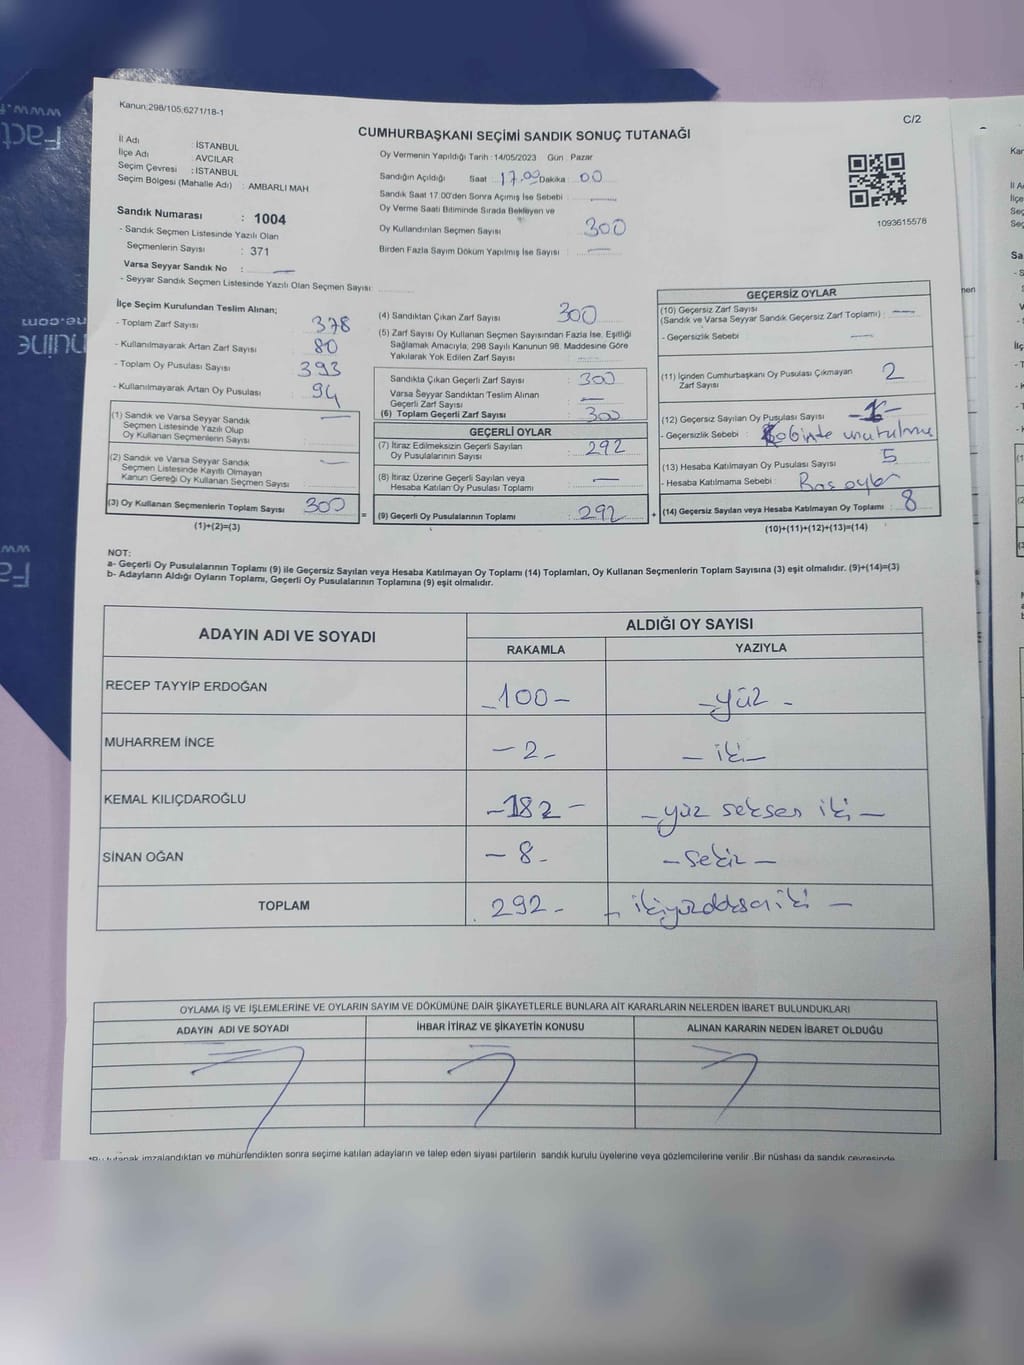 Kanun;298/105;6271/18-1
C/2
CUMHURBAŞKANI SEÇİMİ SANDIK SONUÇ TUTANAĞI
İl Adı : İSTANBUL
İlçe Adı : AVCILAR
Seçim Çevresi : İSTANBUL
Seçim Bölgesi (Mahalle Adı) : AMBARLI MAH
Sandık Numarası : 1004
- Sandık Seçmen Listesinde Yazılı Olan
Seçmenlerin Sayısı : 371
Varsa Seyyar Sandık No : —
- Seyyar Sandık Seçmen Listesinde Yazılı Olan Seçmen Sayısı:
Oy Vermenin Yapıldığı Tarih : 14/05/2023 Gün : Pazar
Sandığın Açıldığı Saat : 17.00 Dakika : 00
Sandık Saat 17.00'den Sonra Açımış İse Sebebi : —
Oy Verme Saati Bitiminde Sırada Bekleyen ve
Oy Kullandırılan Seçmen Sayısı 300
Birden Fazla Sayım Döküm Yapılmış İse Sayısı : —
1093615578
İlçe Seçim Kurulundan Teslim Alınan;
- Toplam Zarf Sayısı 378
- Kullanılmayarak Artan Zarf Sayısı : 80
- Toplam Oy Pusulası Sayısı : 393
- Kullanılmayarak Artan Oy Pusulası : 94
(1) Sandık ve Varsa Seyyar Sandık —
Seçmen Listesinde Yazılı Olup
Oy Kullanan Seçmenlerin Sayısı
(2) Sandık ve Varsa Seyyar Sandık —
Seçmen Listesinde Kayıtlı Olmayan
Kanun Gereği Oy Kullanan Seçmen Sayısı :
(3) Oy Kullanan Seçmenlerin Toplam Sayısı 300
(1)+(2)=(3)
=
(4) Sandıktan Çıkan Zarf Sayısı : 300
(5) Zarf Sayısı Oy Kullanan Seçmen Sayısından Fazla İse, Eşitliği
Sağlamak Amacıyla, 298 Sayılı Kanunun 98. Maddesine Göre
Yakılarak Yok Edilen Zarf Sayısı :
Sandıkta Çıkan Geçerli Zarf Sayısı : 300
Varsa Seyyar Sandıktan Teslim Alınan
Geçerli Zarf Sayısı : —
(6) Toplam Geçerli Zarf Sayısı : 300
GEÇERLİ OYLAR
(7) İtiraz Edilmeksizin Geçerli Sayılan
Oy Pusulalarının Sayısı : 292
(8) İtiraz Üzerine Geçerli Sayılan veya
Hesaba Katılan Oy Pusulası Toplamı : —
(9) Geçerli Oy Pusulalarının Toplamı : 292
+
GEÇERSİZ OYLAR
(10) Geçersiz Zarf Sayısı
(Sandık ve Varsa Seyyar Sandık Geçersiz Zarf Toplamı) : —
- Geçersizlik Sebebi : —
(11) İçinden Cumhurbaşkanı Oy Pusulası Çıkmayan
Zarf Sayısı 2
(12) Geçersiz Sayılan Oy Pusulası Sayısı -1-
- Geçersizlik Sebebi : unutulmuş
(13) Hesaba Katılmayan Oy Pusulası Sayısı 5
- Hesaba Katılmama Sebebi : Boş oylar
(14) Geçersiz Sayılan veya Hesaba Katılmayan Oy Toplamı : 8
(10)+(11)+(12)+(13)=(14)
NOT:
a- Geçerli Oy Pusulalarının Toplamı (9) ile Geçersiz Sayılan veya Hesaba Katılmayan Oy Toplamı (14) Toplamları, Oy Kullanan Seçmenlerin Toplam Sayısına (3) eşit olmalıdır. (9)+(14)=(3)
b- Adayların Aldığı Oyların Toplamı, Geçerli Oy Pusulalarının Toplamına (9) eşit olmalıdır.
ADAYIN ADI VE SOYADI
ALDIĞI OY SAYISI
RAKAMLA YAZIYLA
RECEP TAYYİP ERDOĞAN -100- -yüz-
MUHARREM İNCE -2- -iki-
KEMAL KILIÇDAROĞLU -182- -yüz seksen iki-
SİNAN OĞAN -8- -sekiz-
TOPLAM 292- -ikiyüzdoksaniki-
OYLAMA İŞ VE İŞLEMLERİNE VE OYLARIN SAYIM VE DÖKÜMÜNE DAİR ŞİKAYETLERLE BUNLARA AİT KARARLARIN NELERDEN İBARET BULUNDUKLARI
ADAYIN ADI VE SOYADI İHBAR İTİRAZ VE ŞİKAYETİN KONUSU ALINAN KARARIN NEDEN İBARET OLDUĞU
*Bu tutanak imzalandıktan ve mühürlendikten sonra seçime katılan adayların ve talep eden siyasi partilerin sandık kurulu üyelerine veya gözlemcilerine verilir .Bir nüshası da sandık çevresinde